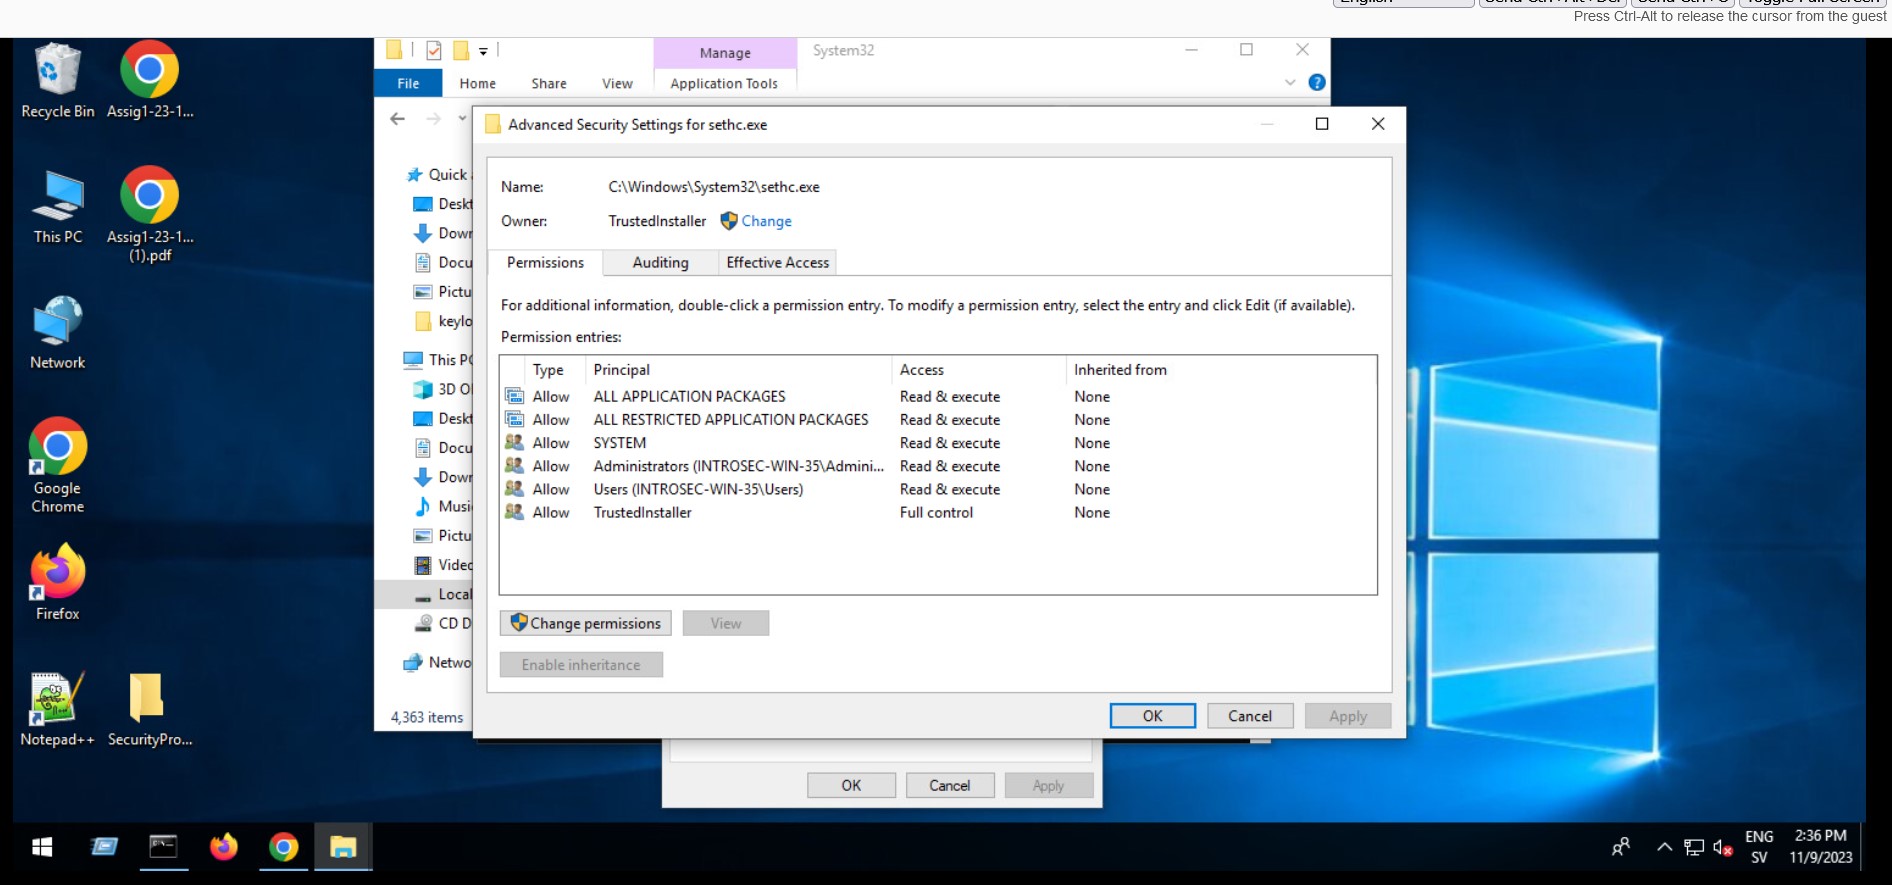 Press Ctrl-Alt to release the cursor from the guest
Manage
System32
File
Home
Share
View
Application Tools
Recycle Bin
Assig1-23-1...
This PC
Assig1-23-1...
(1).pdf
Network
Google
Chrome
Firefox
Notepad++
SecurityPro...
Quick
Deskt
Down
Docu
Pictu
keylo
This PC
3D O
Deskt
Docu
Down
Music
Pictu
Videc
Local
CD D
Netwo
4,363 items
Advanced Security Settings for sethc.exe
Name:
C:\Windows\System32\sethc.exe
Owner:
TrustedInstaller
Change
Permissions
Auditing
Effective Access
For additional information, double-click a permission entry. To modify a permission entry, select the entry and click Edit (if available).
Permission entries:
Type Principal Access Inherited from
Allow ALL APPLICATION PACKAGES Read & execute None
Allow ALL RESTRICTED APPLICATION PACKAGES Read & execute None
Allow SYSTEM Read & execute None
Allow Administrators (INTROSEC-WIN-35\Admini... Read & execute None
Allow Users (INTROSEC-WIN-35\Users) Read & execute None
Allow TrustedInstaller Full control None
Change permissions
View
Enable inheritance
OK
Cancel
Apply
OK
Cancel
Apply
ENG
SV
2:36 PM
11/9/2023